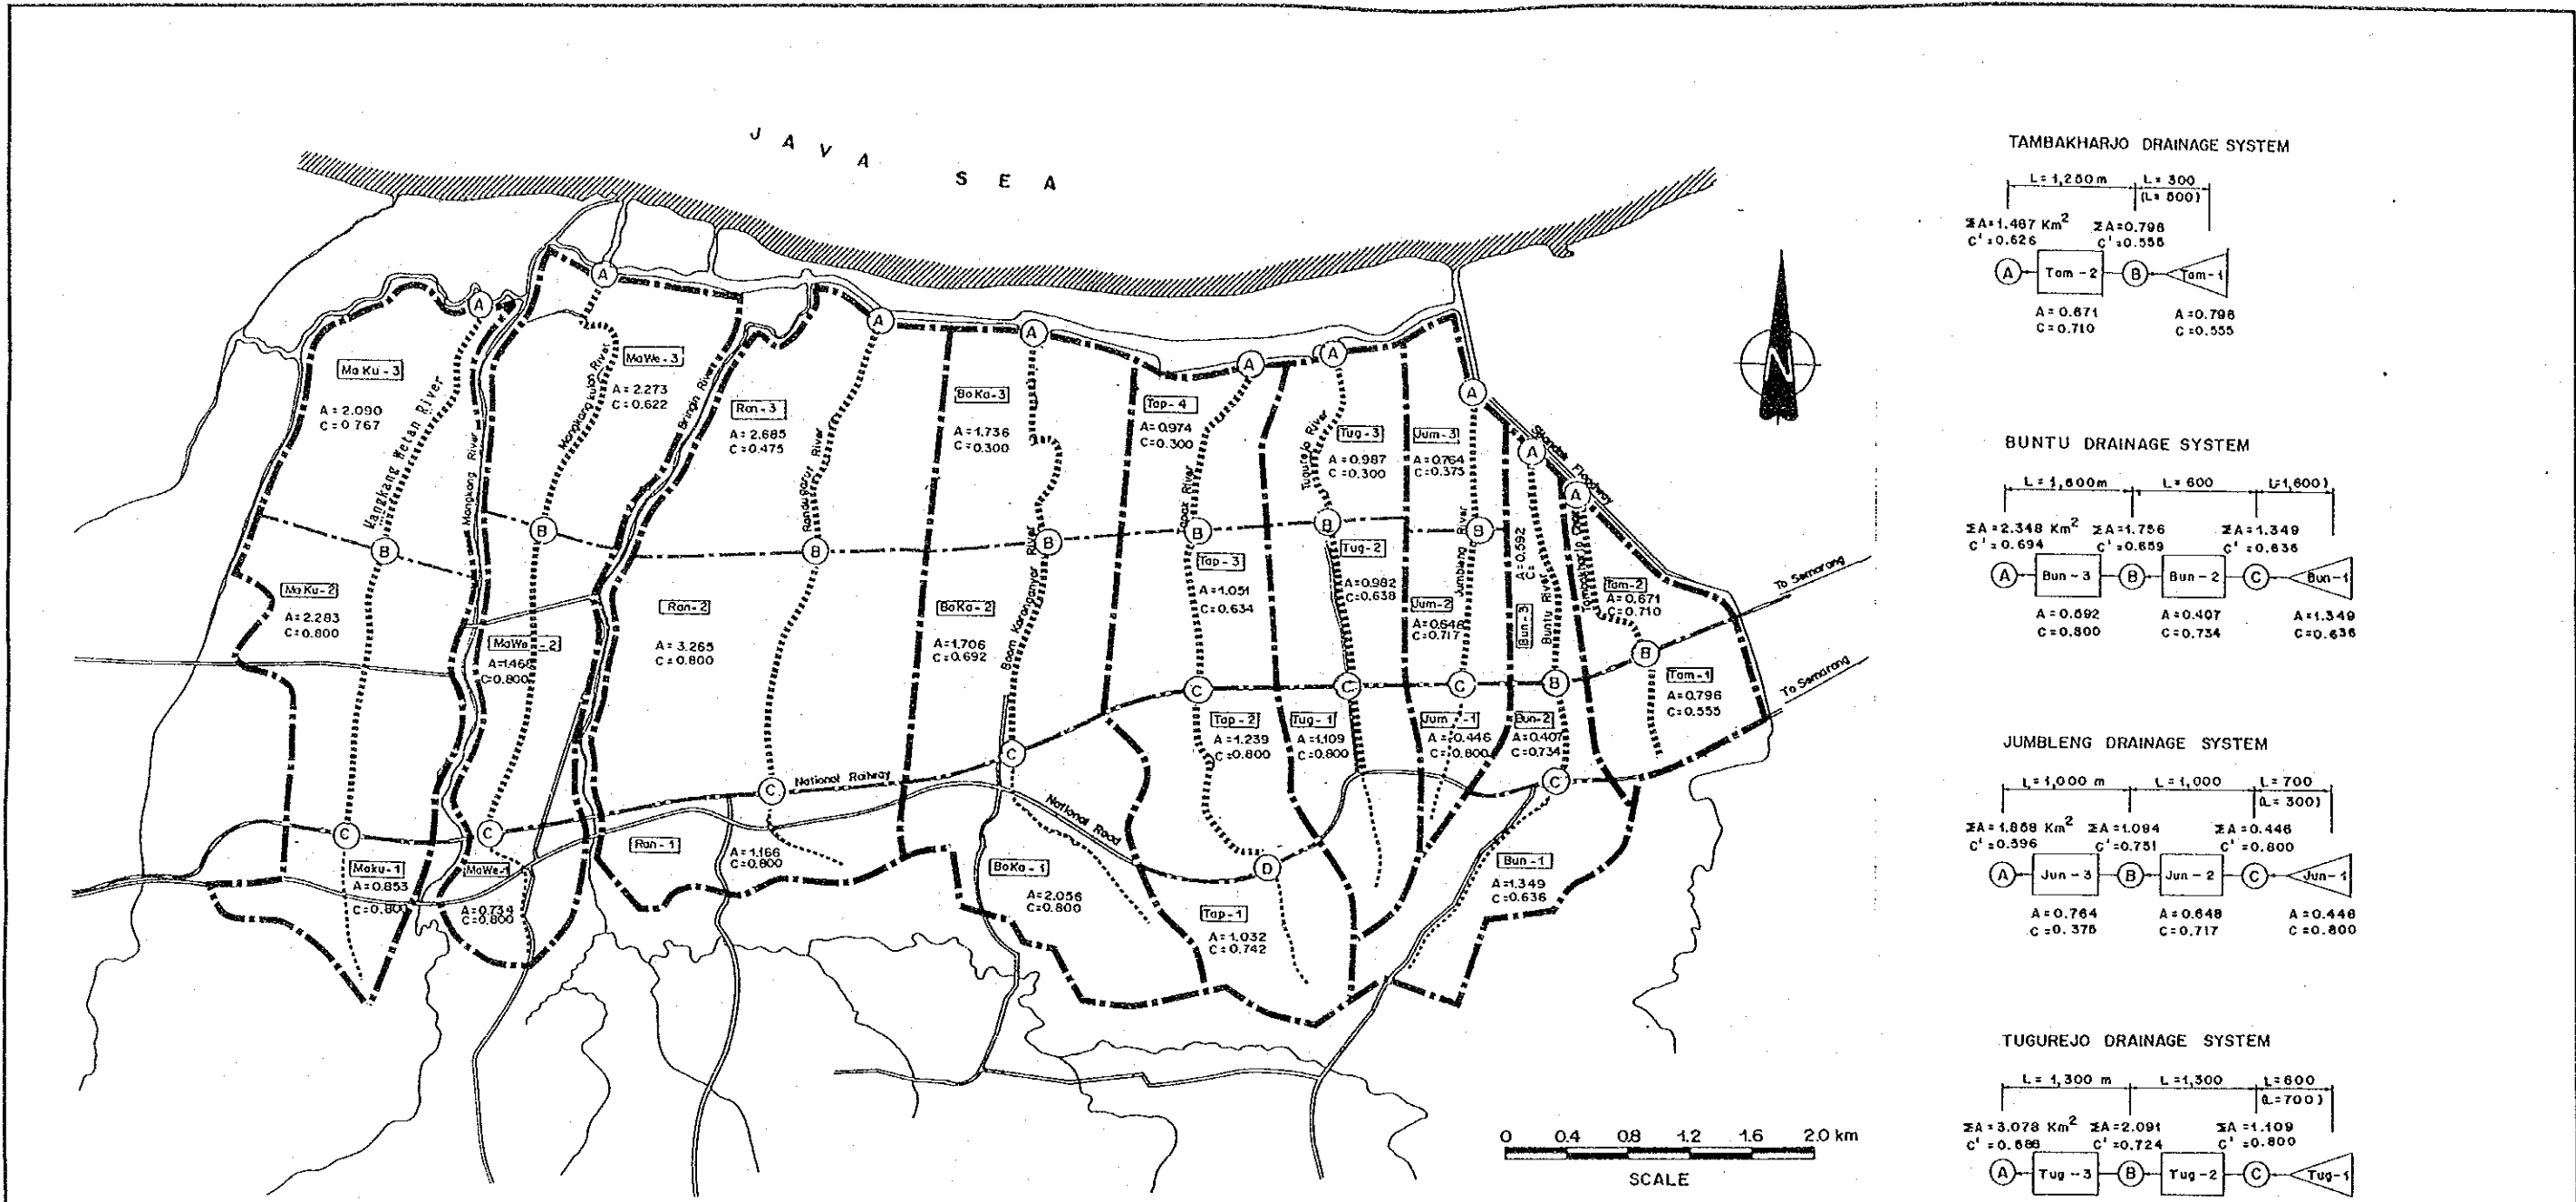 JAVA
SEA
Ma Ku-3
A=2.090
C=0.767
Mangkang Wetan River
Mangkang River
MaWe-3
A=2.273
C=0.622
Mangkang kulon River
Bringin River
Ran-3
A=2.685
C=0.475
Randugarut River
BoKa-3
A=1.736
C=0.300
Tap-4
A=0.974
C=0.300
Tapak River
Tug-3
A=0.987
C=0.300
Tugurejo River
Jum-3
A=0.764
C=0.375
Jumbleng River
Silandak Floodway
A
A
A
A
A
A
A
A
A
B
B
B
B
B
B
B
Ma Ku-2
A=2.283
C=0.800
MaWe-2
A=1.468
C=0.800
Ran-2
A=3.265
C=0.800
BoKa-2
A=1.706
C=0.692
Boom Karanganyar River
Tap-3
A=1.051
C=0.634
Tug-2
A=0.982
C=0.638
Jum-2
A=0.648
C=0.717
Bun-3
A=0.592
C=
Buntu River
Tam-2
A=0.671
C=0.710
To Semarang
To Semarang
Tam-1
A=0.796
C=0.555
B
B
C
C
C
Tap-2
A=1.239
C=0.800
Tug-1
A=1.109
C=0.800
Jum-1
A=0.446
C=0.800
Bun-2
A=0.407
C=0.734
C
C
C
C
C
National Railway
National Road
Maku-1
A=0.853
C=0.800
MaWe-1
A=0.734
C=0.800
Ran-1
A=1.166
C=0.800
BoKa-1
A=2.056
C=0.800
D
Tap-1
A=1.032
C=0.742
Bun-1
A=1.349
C=0.636
N
0 0.4 0.8 1.2 1.6 2.0 km
SCALE
TAMBAKHARJO DRAINAGE SYSTEM
L=1,250 m L=300
(L=500)
ΣA=1.467 Km² ΣA=0.796
C'=0.626 C'=0.555
A Tam-2 B Tam-1
A=0.671 A=0.796
C=0.710 C=0.555
BUNTU DRAINAGE SYSTEM
L=1,600m L=600 (L=1,600)
ΣA=2.348 Km² ΣA=1.756 ΣA=1.349
C'=0.694 C'=0.659 C'=0.636
A Bun-3 B Bun-2 C Bun-1
A=0.592 A=0.407 A=1.349
C=0.800 C=0.734 C=0.636
JUMBLENG DRAINAGE SYSTEM
L=1,000 m L=1,000 L=700
(L=300)
ΣA=1.858 Km² ΣA=1.094 ΣA=0.446
C'=0.596 C'=0.751 C'=0.800
A Jun-3 B Jun-2 C Jun-1
A=0.764 A=0.648 A=0.446
C=0.375 C=0.717 C=0.800
TUGUREJO DRAINAGE SYSTEM
L=1,300 m L=1,300 L=600
(L=700)
ΣA=3.078 Km² ΣA=2.091 ΣA=1.109
C'=0.588 C'=0.724 C'=0.800
A Tug-3 B Tug-2 C Tug-1